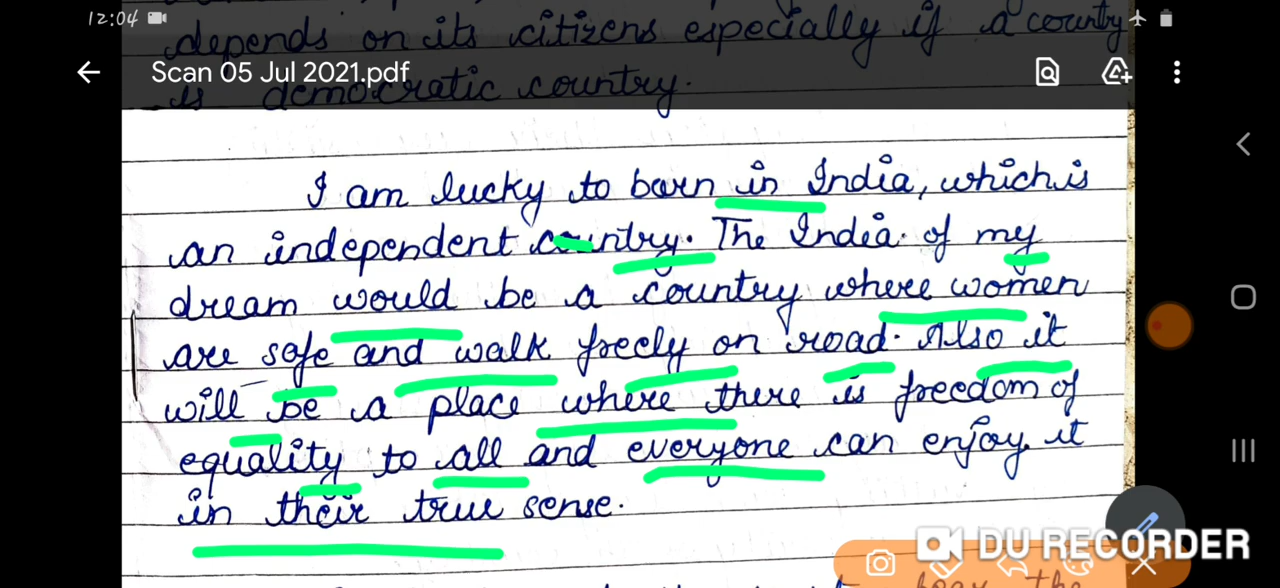 12:04
depends on its citizens especially if a country
Scan 05 Jul 2021.pdf
is democratic country.
I am lucky to born in India, which is
an independent country. The India of my
dream would be a country where women
are safe and walk freely on road. Also it
will be a place where there is freedom of
equality to all and everyone can enjoy it
in their true sense.
DU RECORDER
the